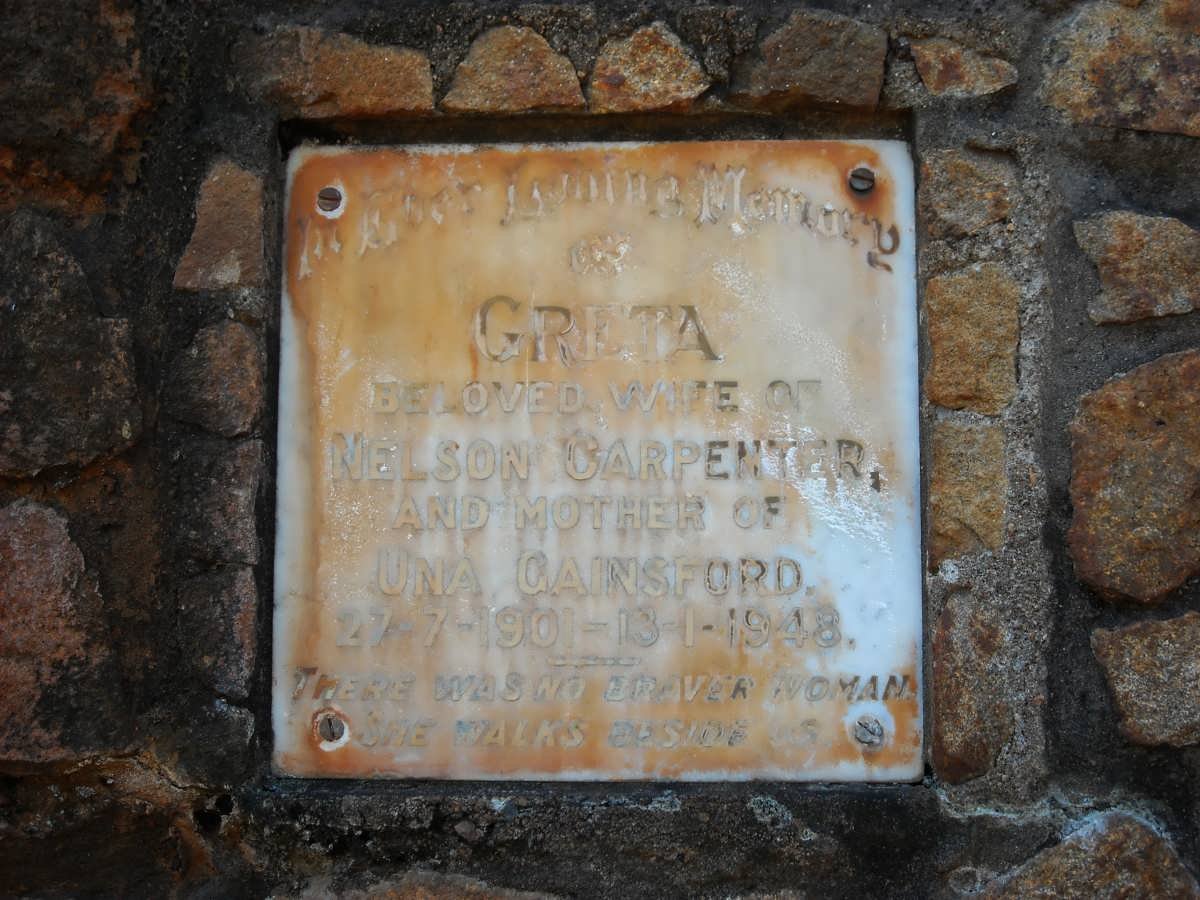 In Ever Loving Memory
OF
GRETA
BELOVED WIFE OF
NELSON CARPENTER,
AND MOTHER OF
UNA GAINSFORD.
27-7-1901-13-1-1948.
THERE WAS NO BRAVER WOMAN.
SHE WALKS BESIDE US.